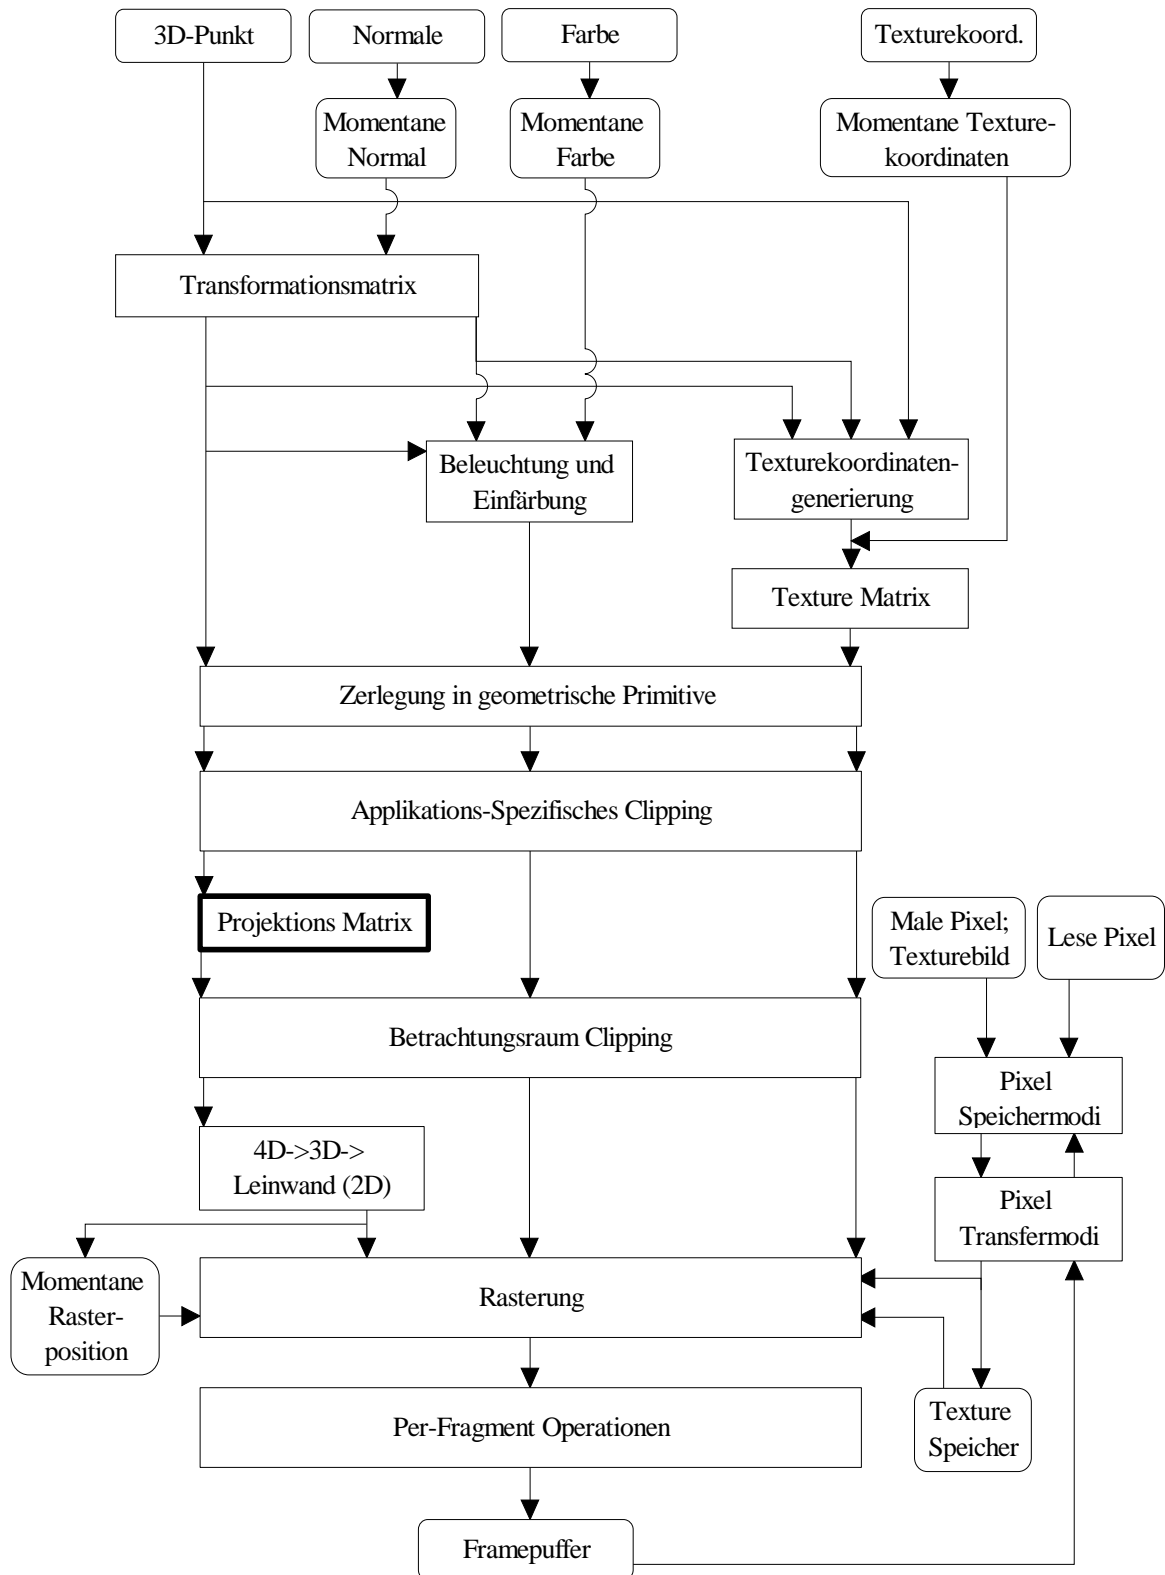 3D-Punkt
Normale
Farbe
Texturekoord.
Momentane
Normal
Momentane
Farbe
Momentane Texture-
koordinaten
Transformationsmatrix
Beleuchtung und
Einfärbung
Texturekoordinaten-
generierung
Texture Matrix
Zerlegung in geometrische Primitive
Applikations-Spezifisches Clipping
Projektions Matrix
Male Pixel;
Texturebild
Lese Pixel
Betrachtungsraum Clipping
Pixel
Speichermodi
4D->3D->
Leinwand (2D)
Pixel
Transfermodi
Momentane
Raster-
position
Rasterung
Per-Fragment Operationen
Texture
Speicher
Framepuffer